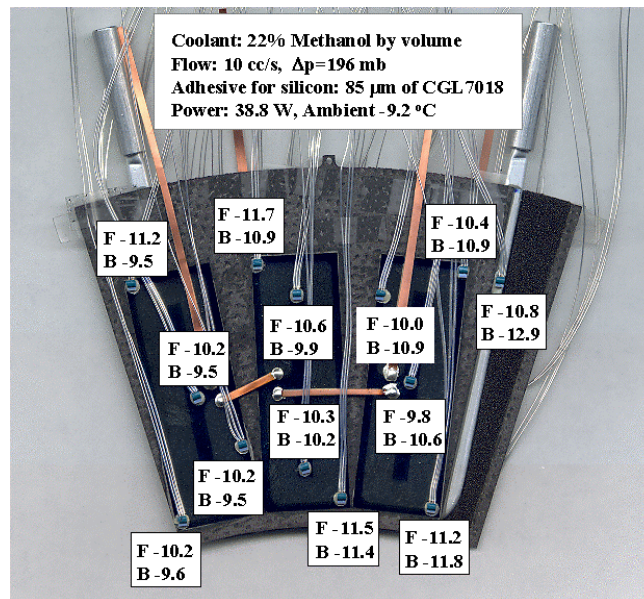 Coolant: 22% Methanol by volume
Flow: 10 cc/s, Δp=196 mb
Adhesive for silicon: 85 μm of CGL7018
Power: 38.8 W, Ambient -9.2 °C
F -11.2
B -9.5
F -11.7
B -10.9
F -10.4
B -10.9
F -10.8
B -12.9
F -10.2
B -9.5
F -10.6
B -9.9
F -10.0
B -10.9
F -10.3
B -10.2
F -9.8
B -10.6
F -10.2
B -9.5
F -10.2
B -9.6
F -11.5
B -11.4
F -11.2
B -11.8